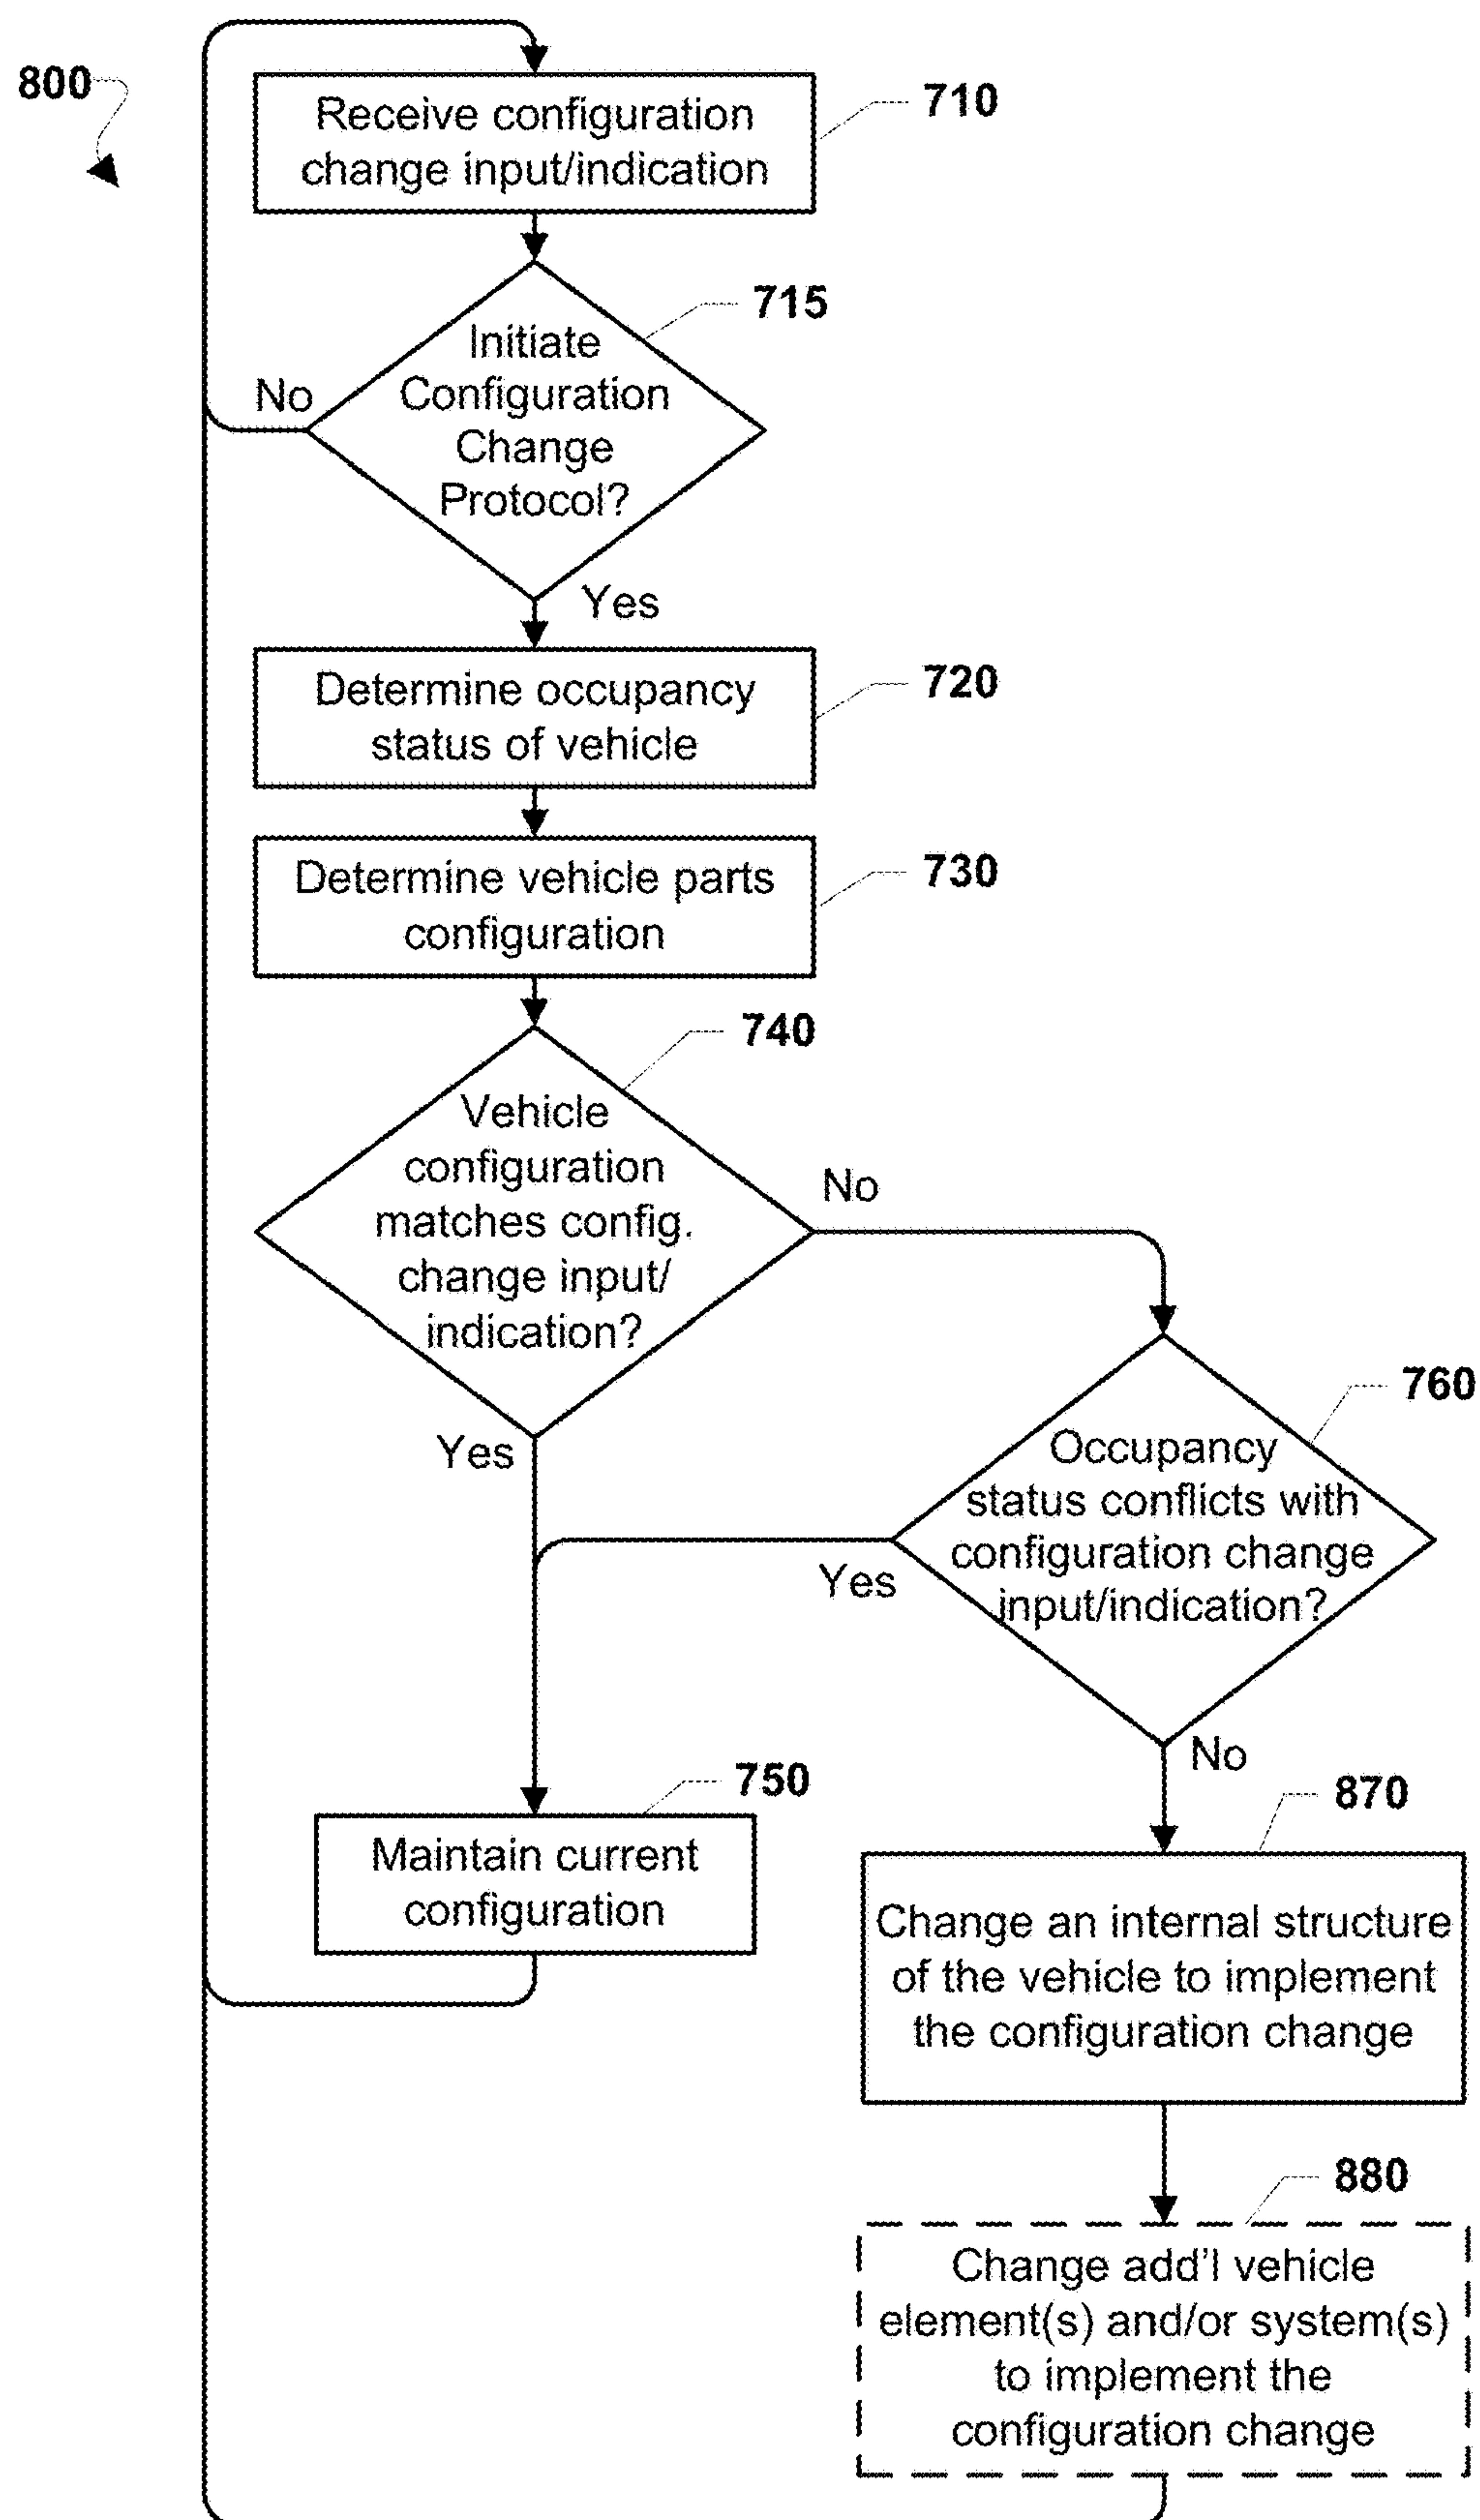 800
Receive configuration
change input/indication
710
715
Initiate
Configuration
Change
Protocol?
No
Yes
Determine occupancy
status of vehicle
720
Determine vehicle parts
configuration
730
740
Vehicle
configuration
matches config.
change input/
indication?
No
Yes
760
Occupancy
status conflicts with
configuration change
input/indication?
Yes
No
750
Maintain current
configuration
870
Change an internal structure
of the vehicle to implement
the configuration change
880
Change add'l vehicle
element(s) and/or system(s)
to implement the
configuration change